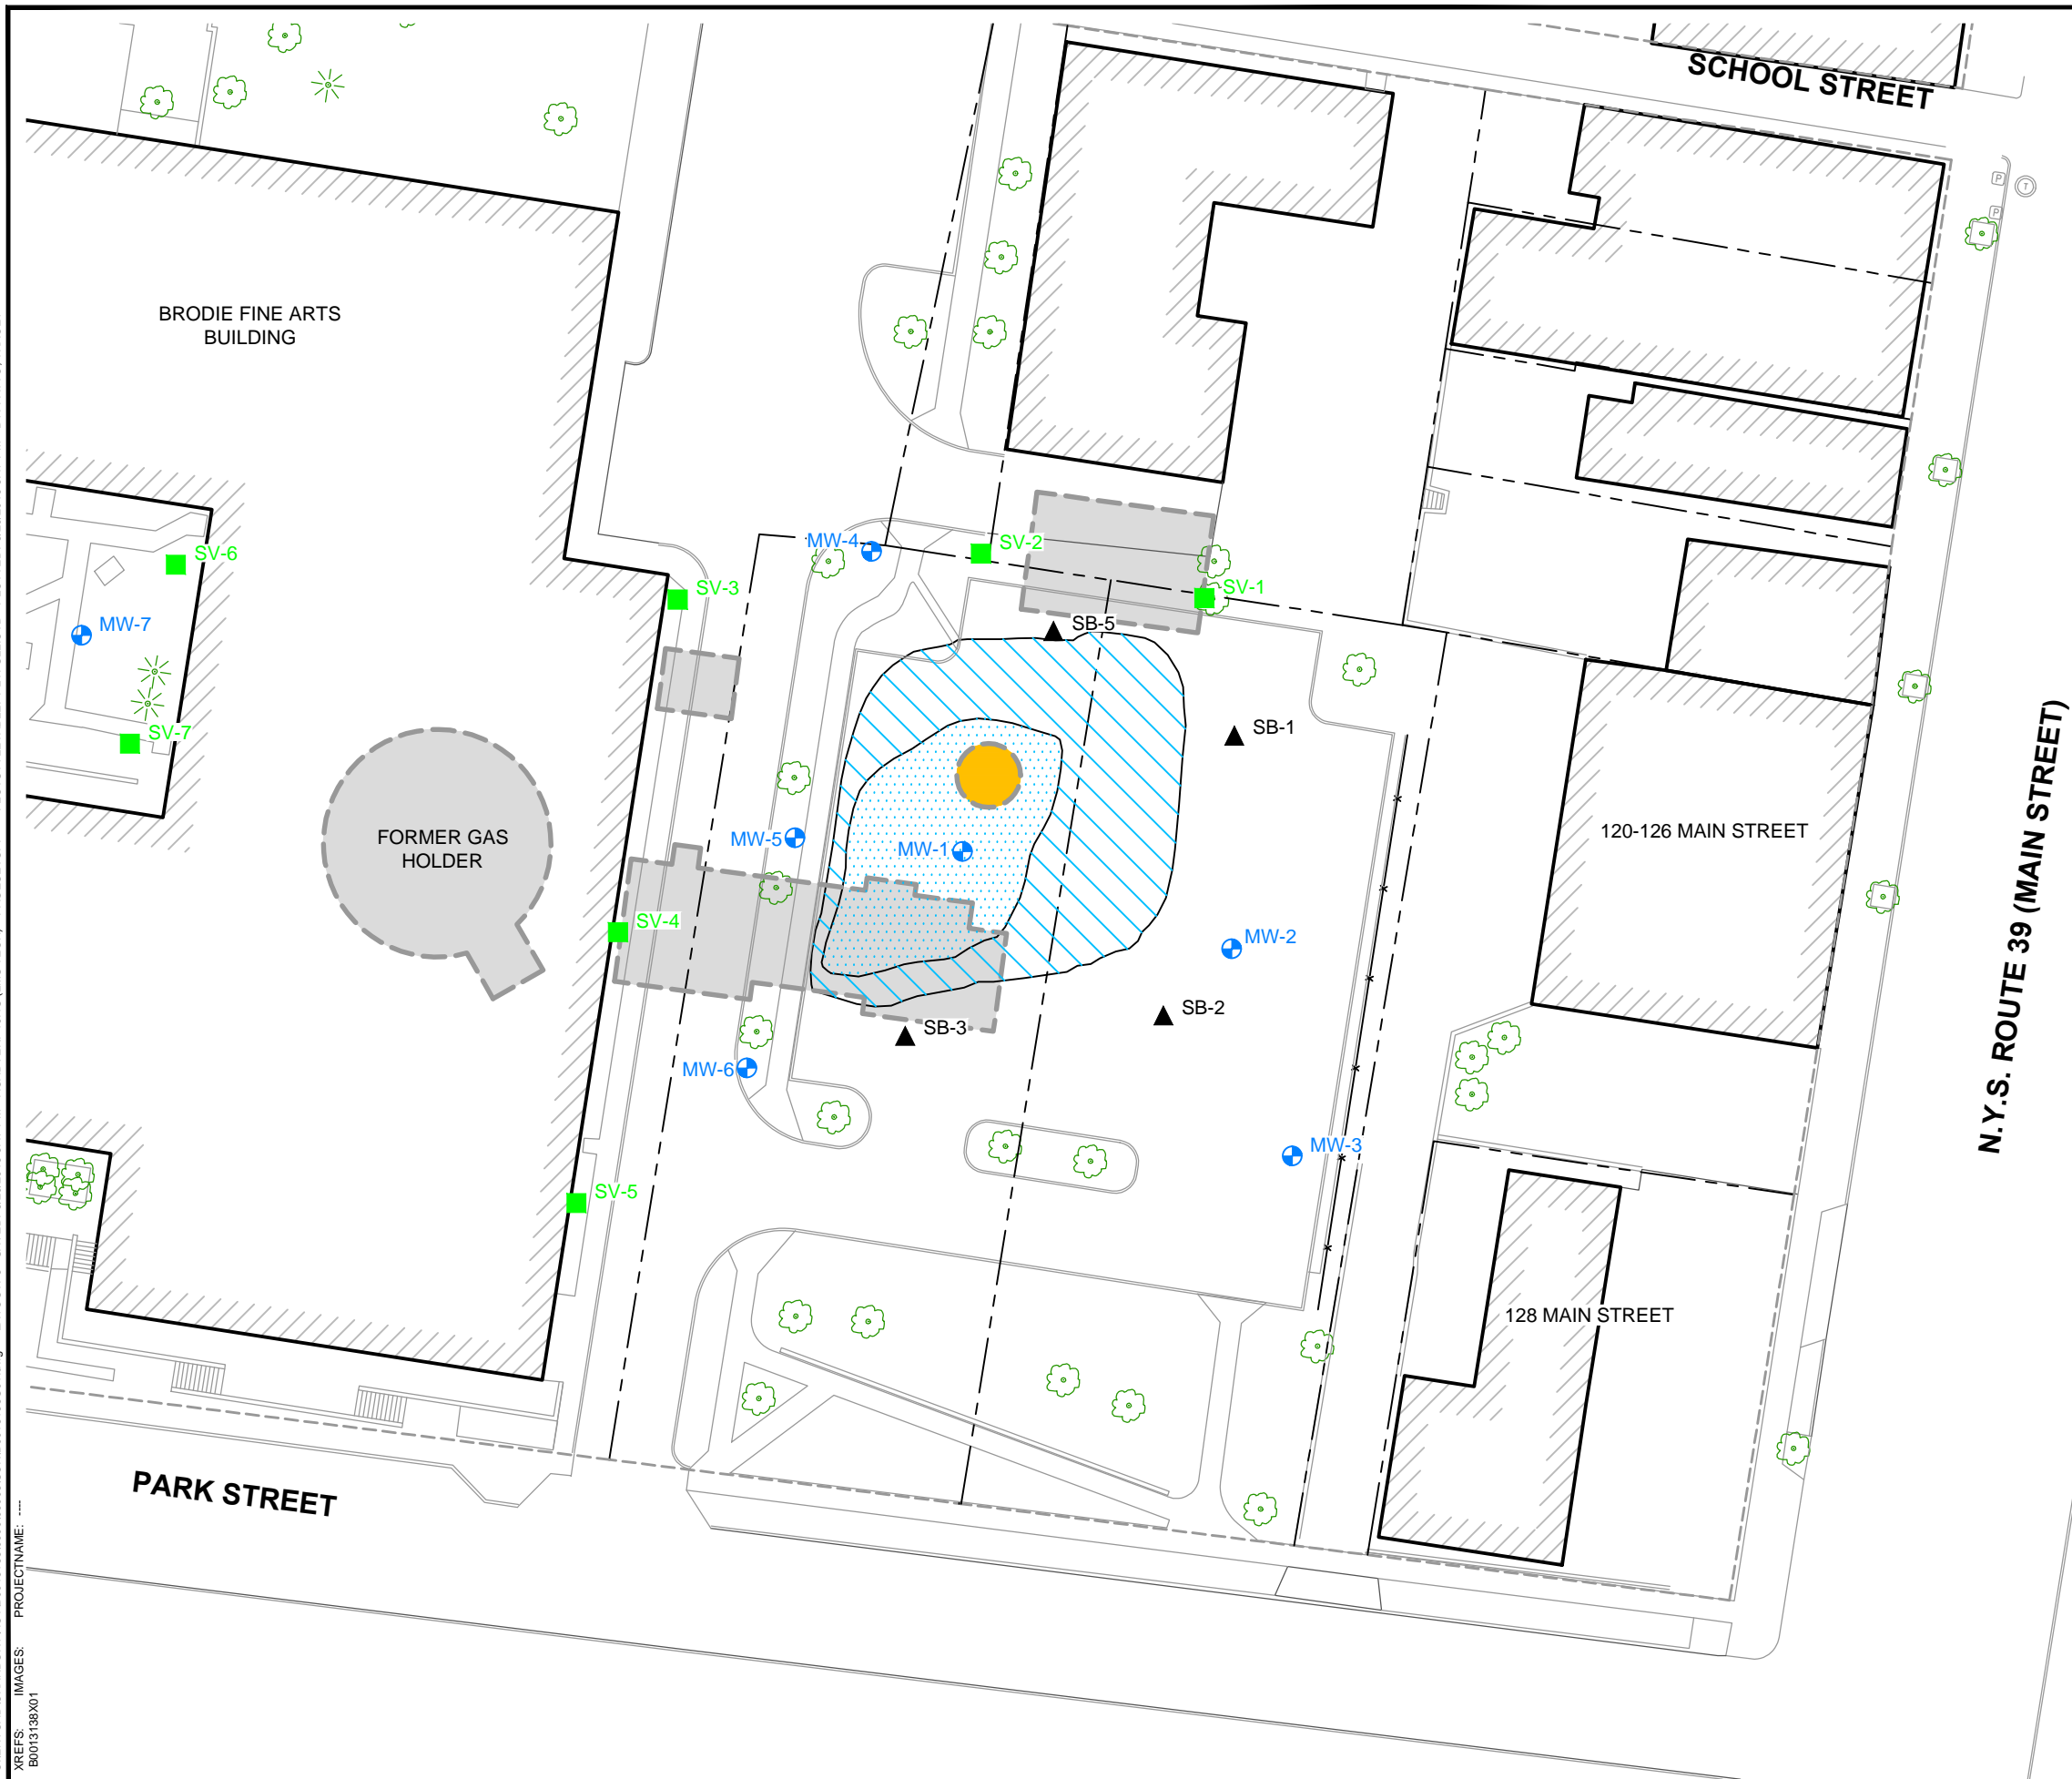 SCHOOL STREET
P
T
P
BRODIE FINE ARTS
BUILDING
MW-4
SV-2
SV-6
SV-3
SV-1
MW-7
SB-5
SV-7
SB-1
FORMER GAS
HOLDER
MW-5
MW-1
120-126 MAIN STREET
SV-4
MW-2
N.Y.S. ROUTE 39 (MAIN STREET)
SB-2
SB-3
MW-6
MW-3
SV-5
128 MAIN STREET
PARK STREET
XREFS: IMAGES: PROJECTNAME: ----
B0013138X01